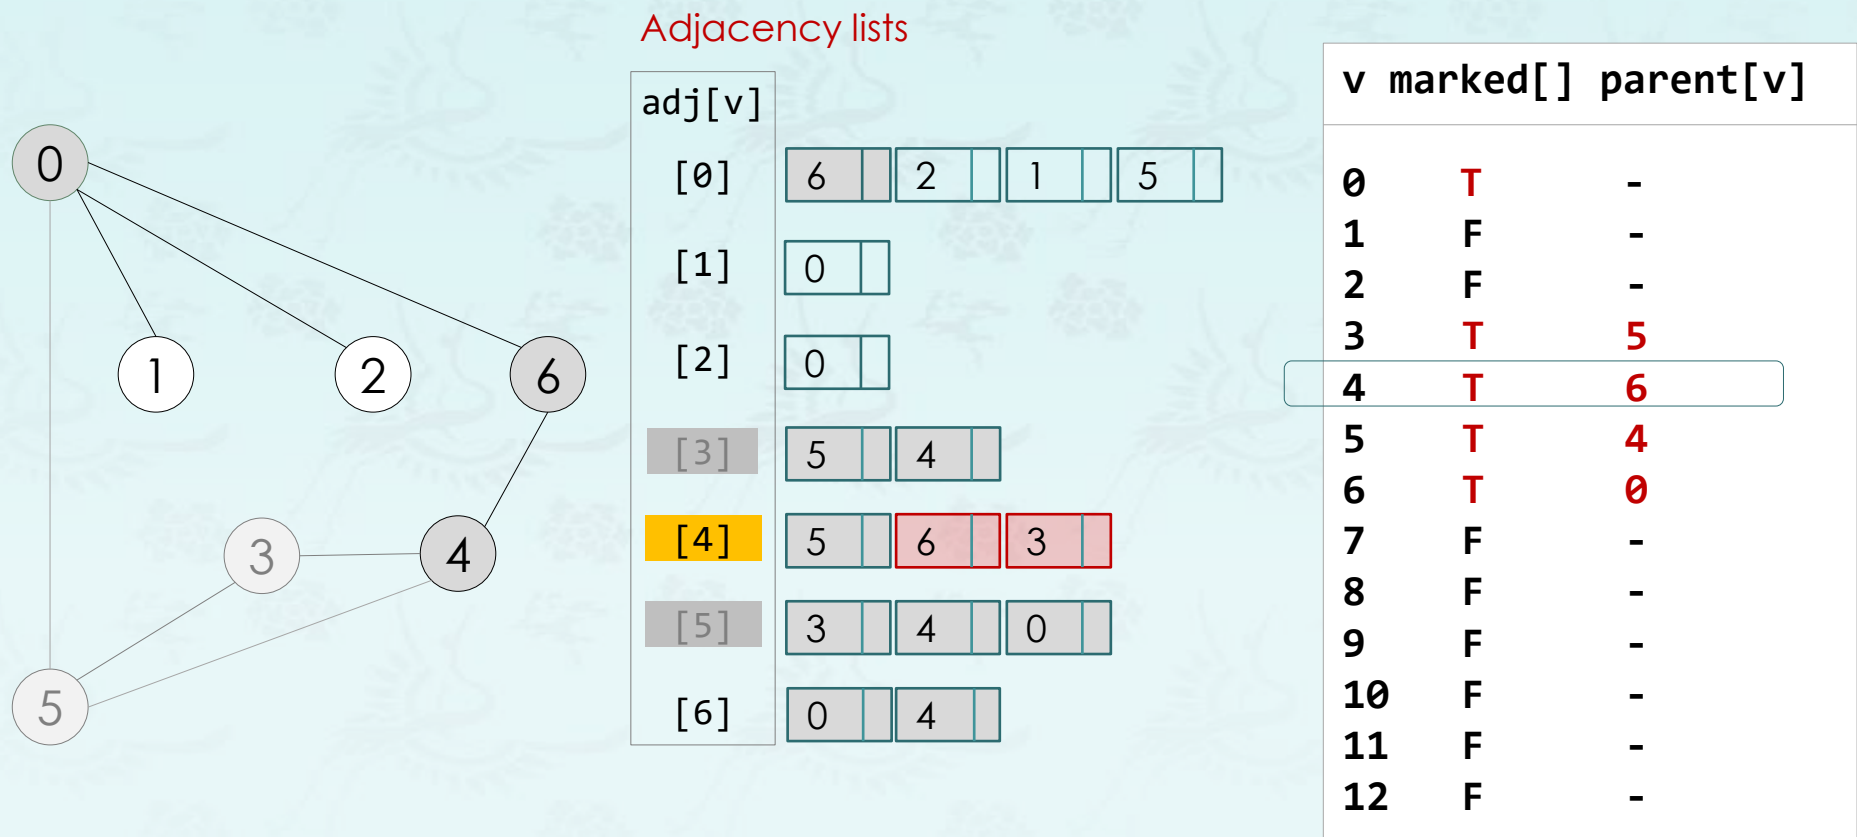 Adjacency lists
adj[v]
[0] 6 2 1 5
[1] 0
[2] 0
[3] 5 4
[4] 5 6 3
[5] 3 4 0
[6] 0 4
0
1 2 6
3 4
5
v marked[] parent[v]
0 T -
1 F -
2 F -
3 T 5
4 T 6
5 T 4
6 T 0
7 F -
8 F -
9 F -
10 F -
11 F -
12 F -